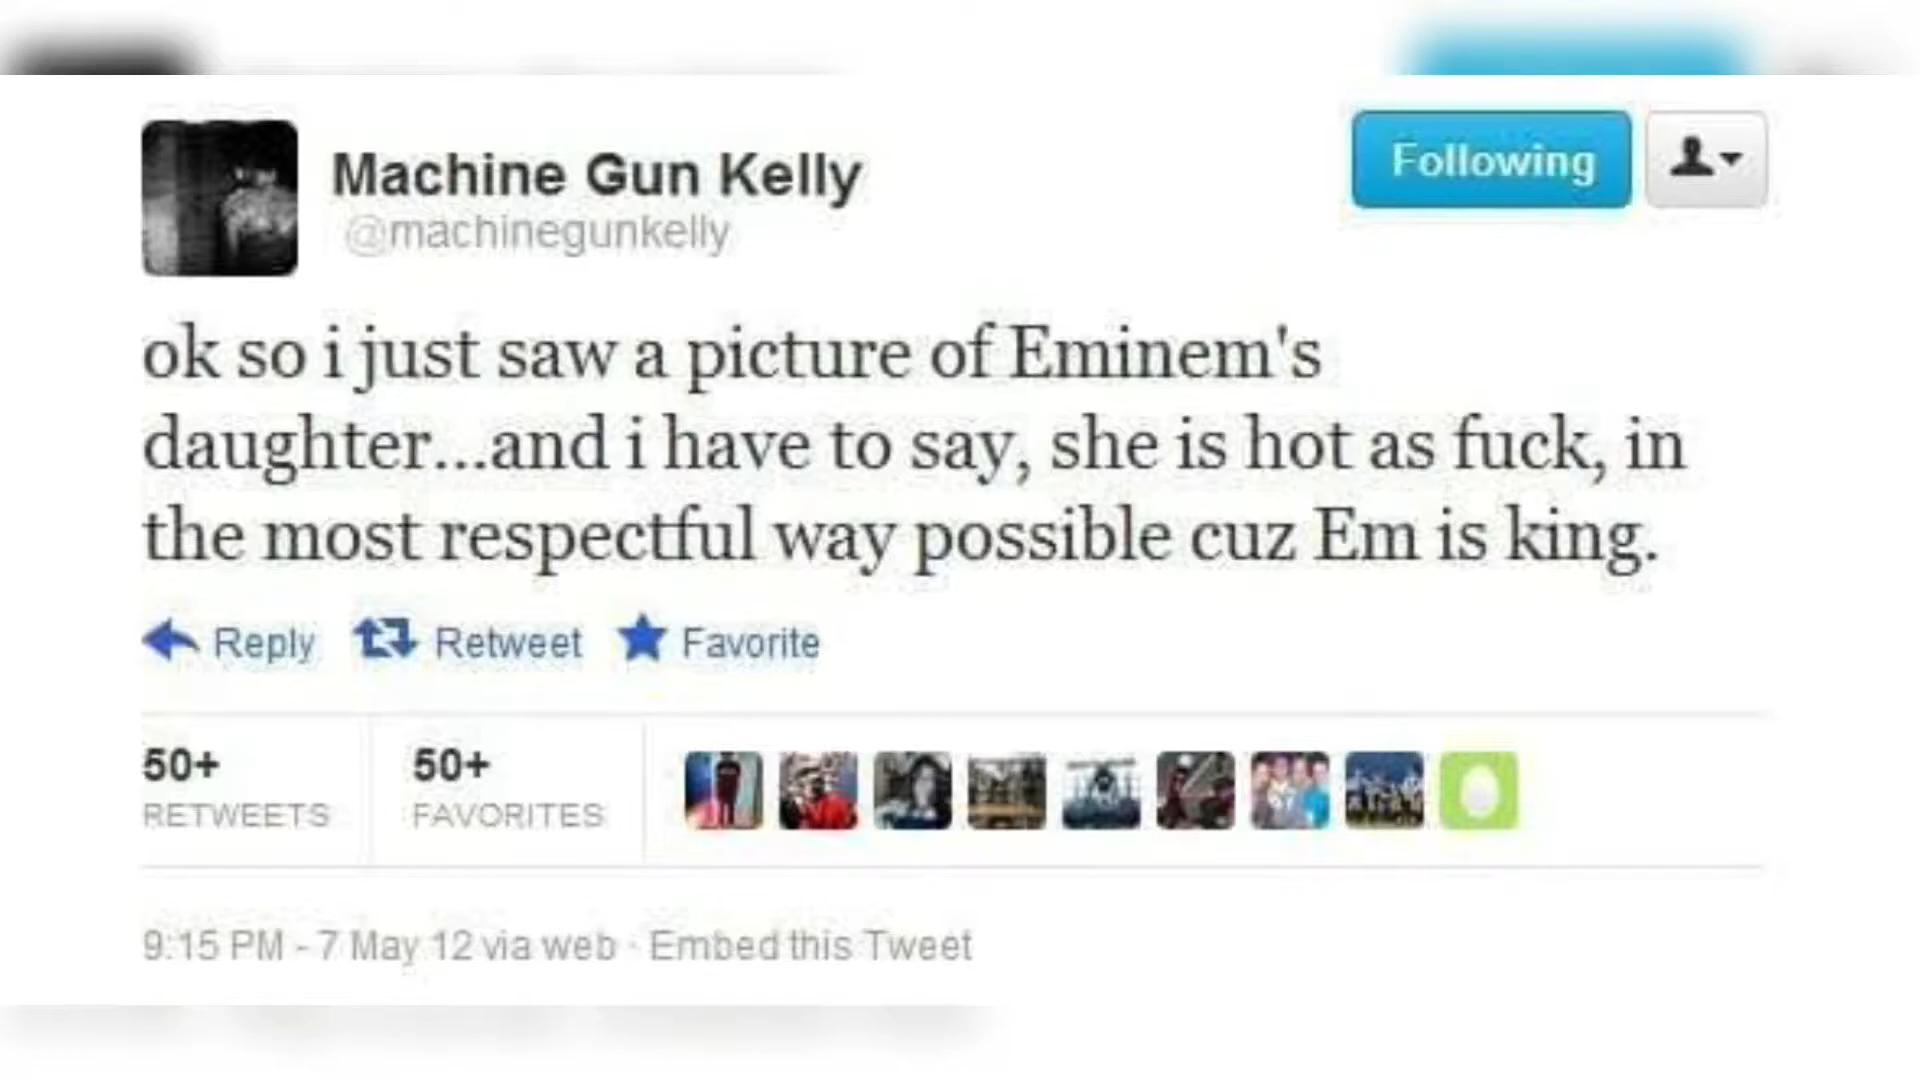 Machine Gun Kelly
@machinegunkelly
Following
ok so i just saw a picture of Eminem's
daughter...and i have to say, she is hot as fuck, in
the most respectful way possible cuz Em is king.
Reply Retweet Favorite
50+ 50+
RETWEETS FAVORITES
9:15 PM - 7 May 12 via web · Embed this Tweet